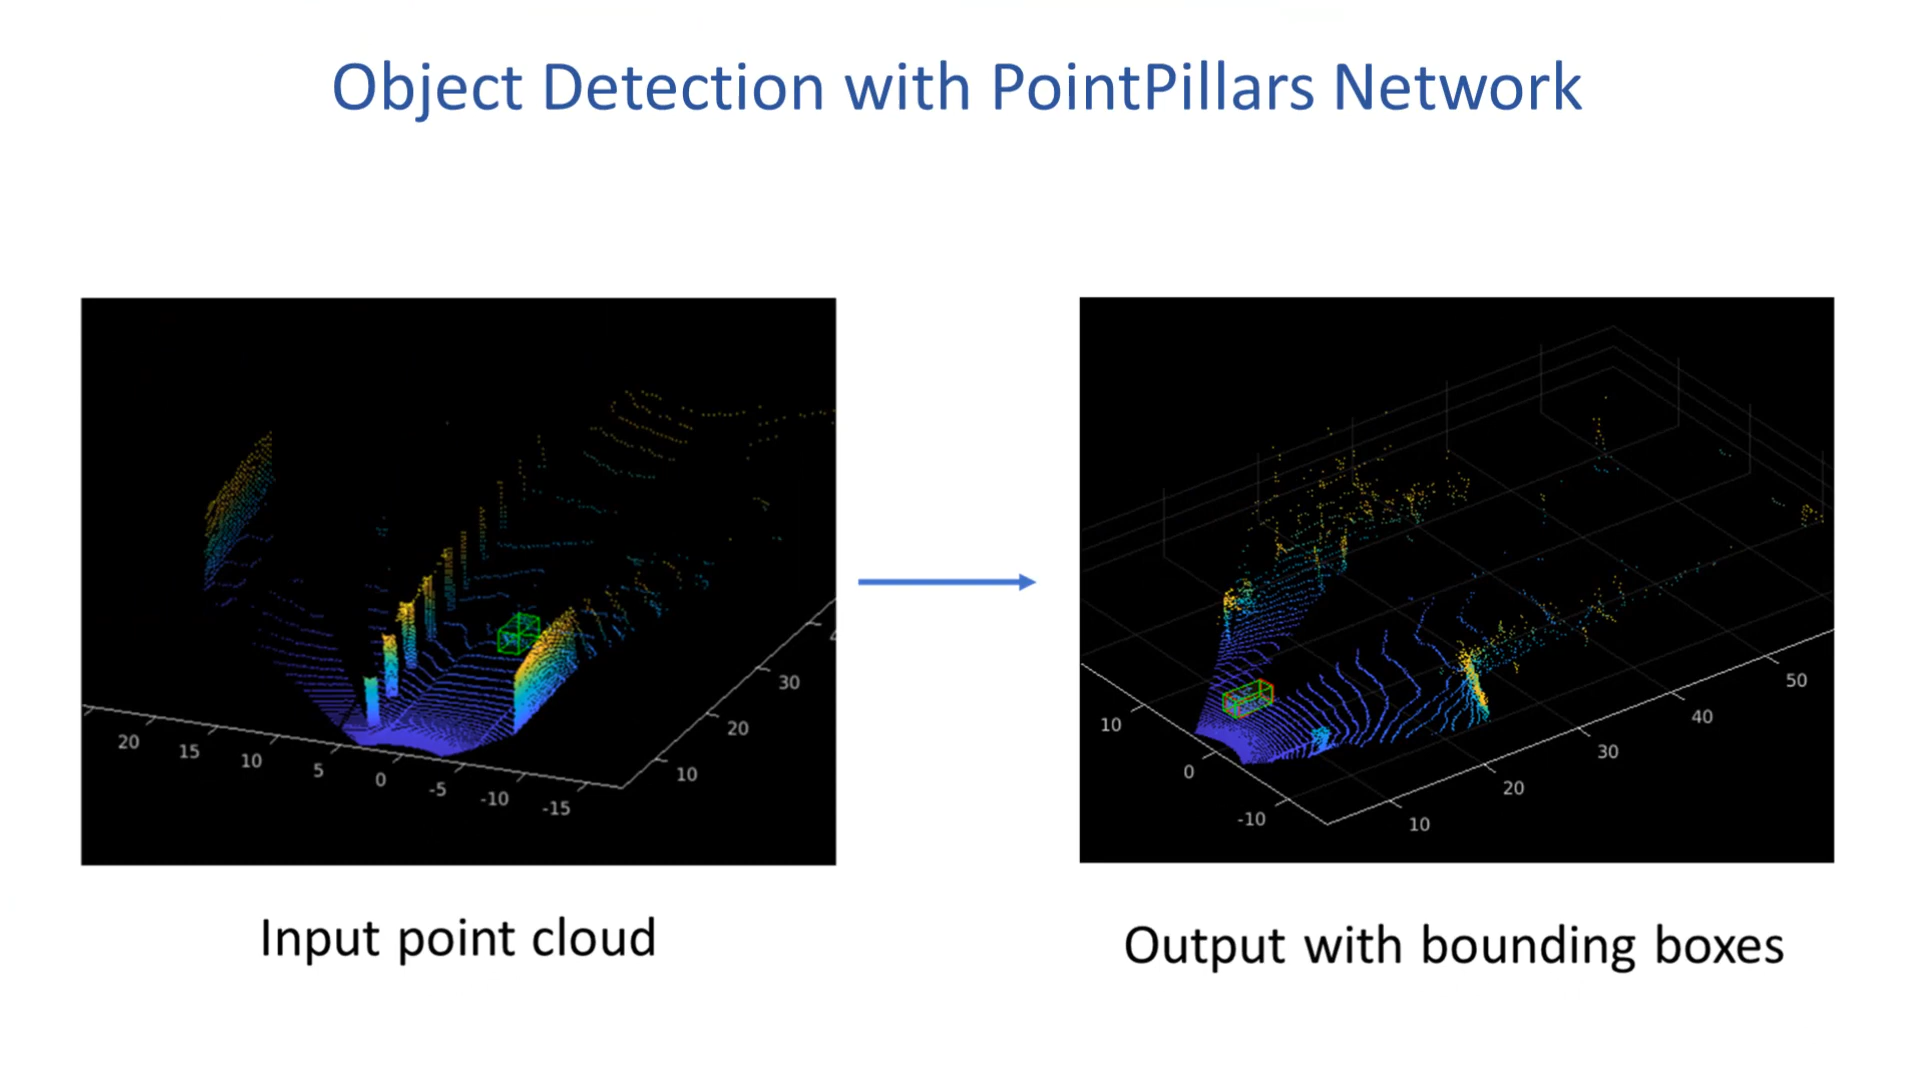 Object Detection with PointPillars Network
20 15 10 5 0 -5 -10 -15
10 20 30 4
10 0 -10
10 20 30 40 50
Input point cloud
Output with bounding boxes